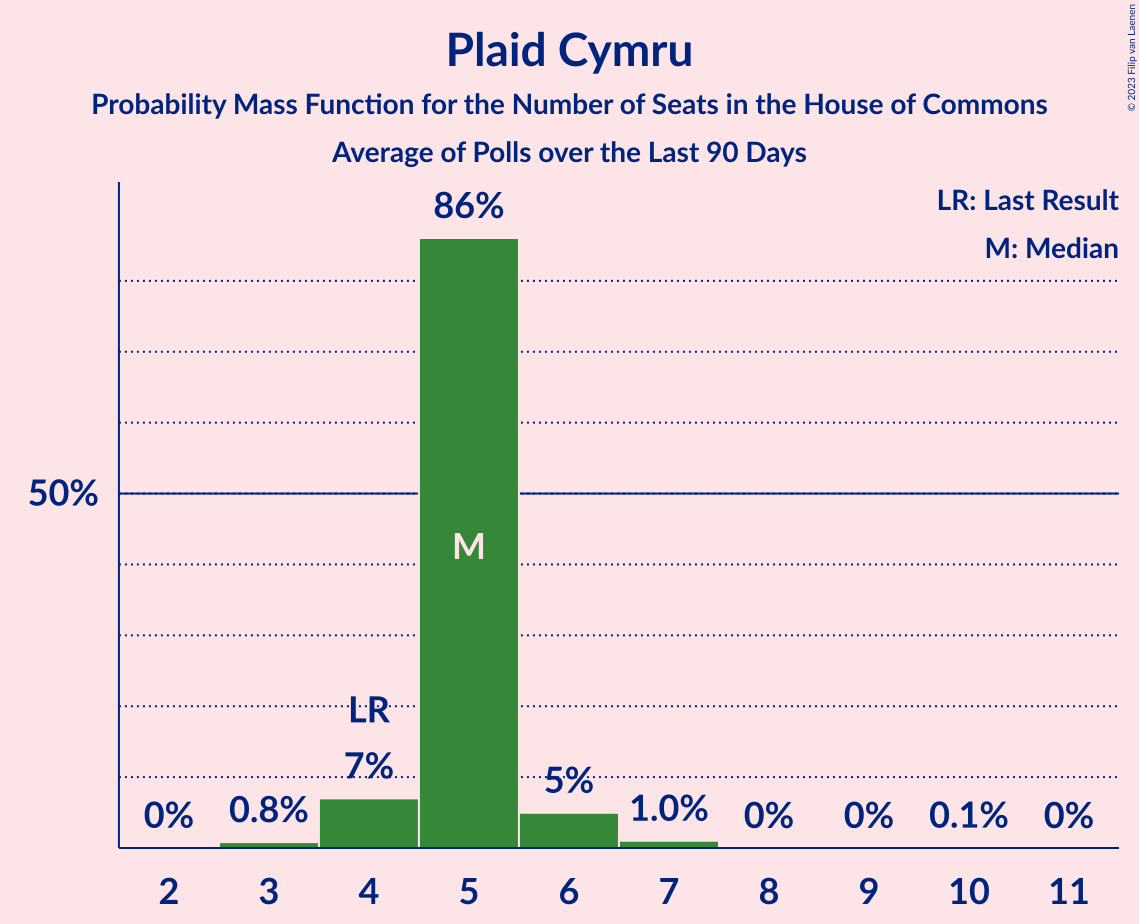 © 2023 Filip van Laenen
Plaid Cymru
Probability Mass Function for the Number of Seats in the House of Commons
Average of Polls over the Last 90 Days
LR: Last Result
M: Median
86%
50%
M
LR
7%
5%
0%
0.8%
1.0%
0%
0%
0.1%
0%
2 3 4 5 6 7 8 9 10 11